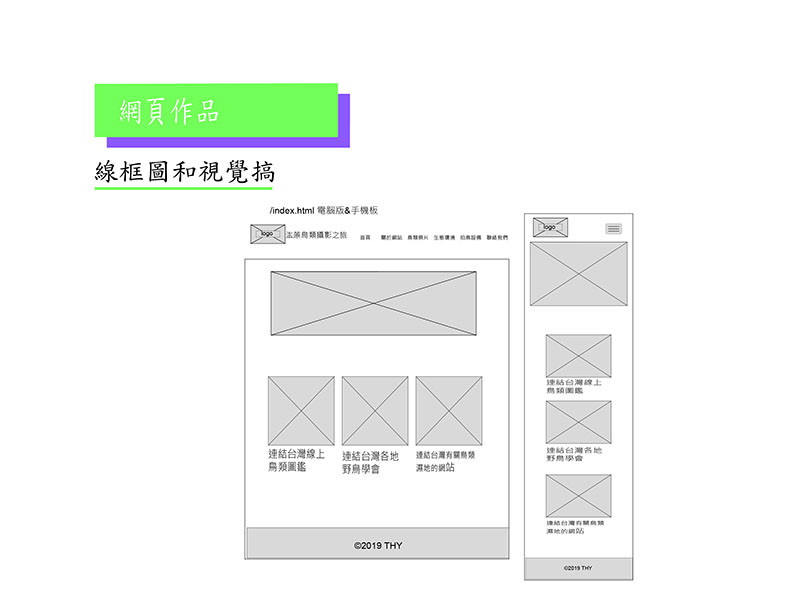 網頁作品
線框圖和視覺搞
/index.html 電腦版&手機板
logo
盂蒝鳥類攝影之旅
首頁 關於網站 鳥類照片 生態環境 拍鳥設備 聯絡我們
連結台灣線上
鳥類圖鑑
連結台灣各地
野鳥學會
連結台灣有關鳥類
濕地的網站
©2019 THY
logo
連結台灣線上
鳥類圖鑑
連結台灣各地
野鳥學會
連結台灣有關鳥類
濕地的網站
©2019 THY